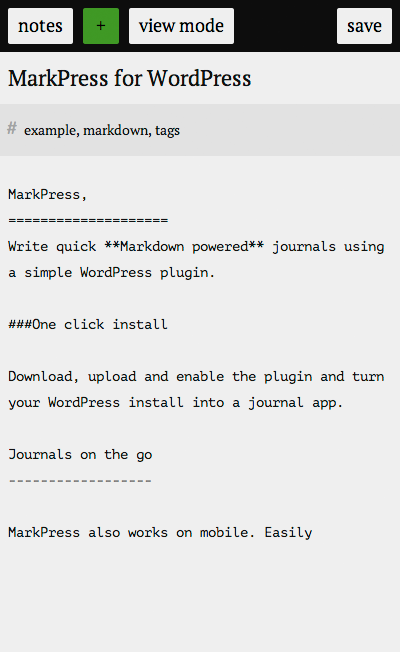 notes + view mode save
MarkPress for WordPress
# example, markdown, tags
MarkPress,
====================
Write quick **Markdown powered** journals using
a simple WordPress plugin.
###One click install
Download, upload and enable the plugin and turn
your WordPress install into a journal app.
Journals on the go
------------------
MarkPress also works on mobile. Easily